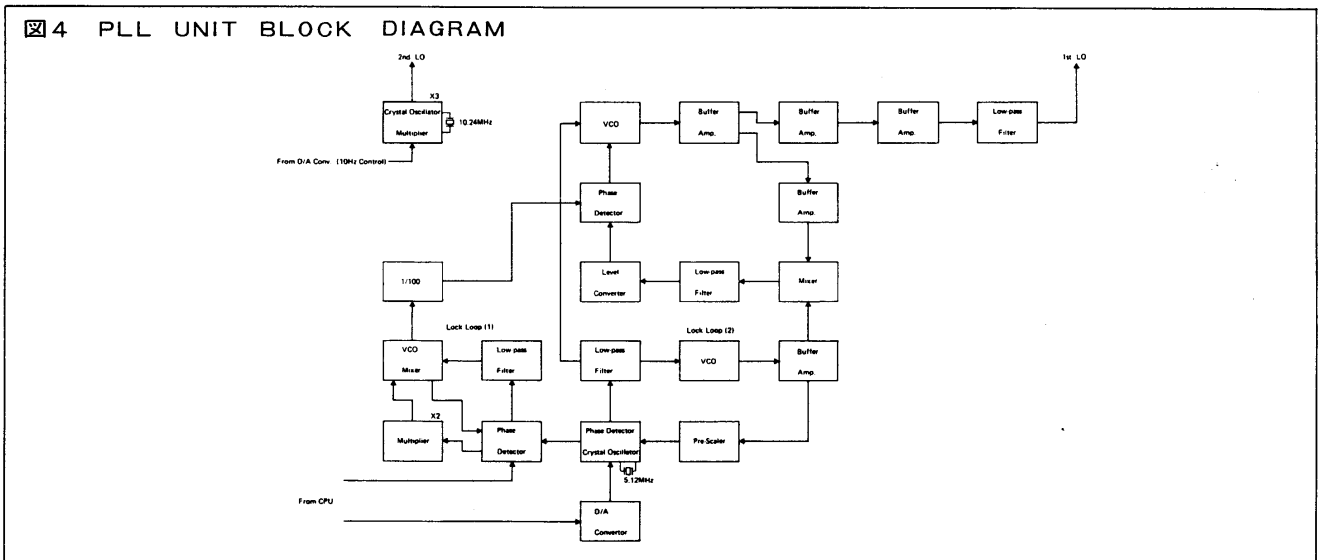 図4 PLL UNIT BLOCK DIAGRAM
2nd LO
1st LO
X3
Crystal Oscillator
Multiplier
10.24MHz
From D/A Conv. (10Hz Control)
VCO
Buffer
Amp.
Buffer
Amp.
Buffer
Amp.
Low-pass
Filter
Phase
Detector
Buffer
Amp.
1/100
Level
Converter
Low-pass
Filter
Mixer
Lock Loop (1)
Lock Loop (2)
VCO
Mixer
Low-pass
Filter
Low-pass
Filter
VCO
Buffer
Amp.
X2
Multiplier
Phase
Detector
Phase Detector
Crystal Oscillator
Pre-Scaler
5.12MHz
From CPU
D/A
Convertor